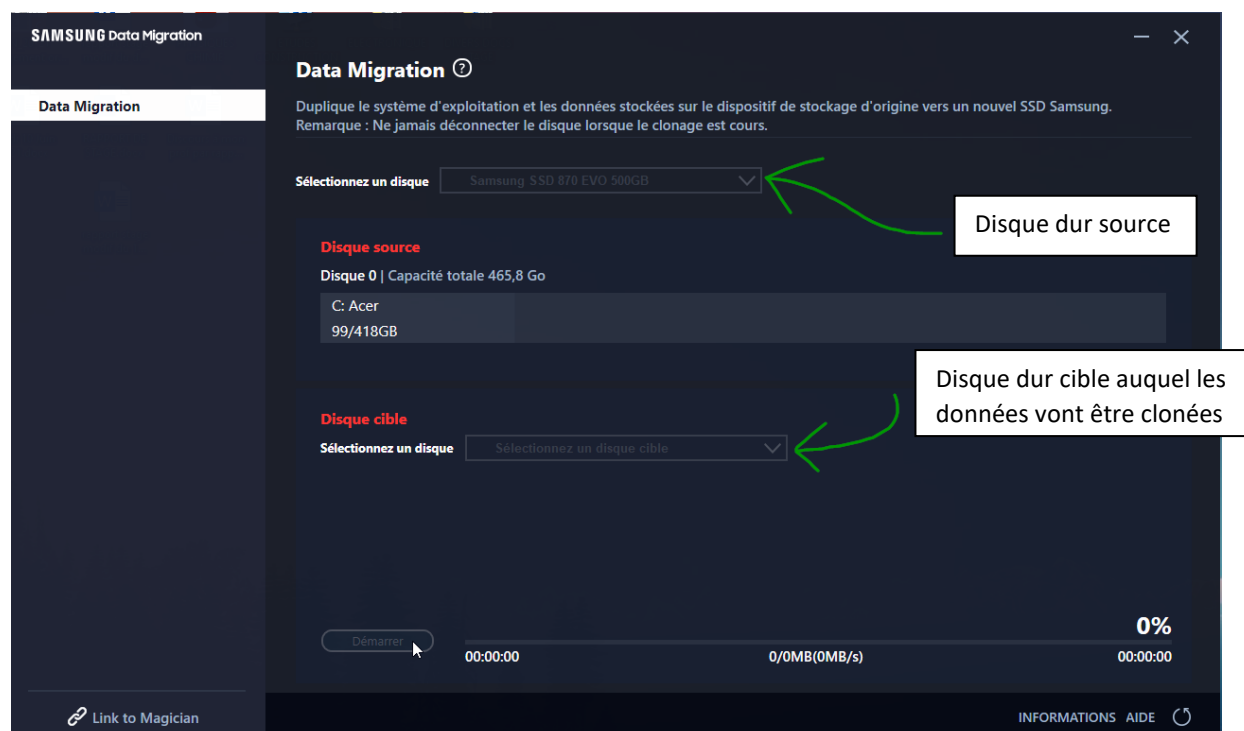 SAMSUNG Data Migration
Data Migration ?
Data Migration
Duplique le système d'exploitation et les données stockées sur le dispositif de stockage d'origine vers un nouvel SSD Samsung.
Remarque : Ne jamais déconnecter le disque lorsque le clonage est cours.
Sélectionnez un disque
Samsung SSD 870 EVO 500GB
Disque dur source
Disque source
Disque 0 | Capacité totale 465,8 Go
C: Acer
99/418GB
Disque dur cible auquel les
données vont être clonées
Disque cible
Sélectionnez un disque
Sélectionnez un disque cible
Démarrer
0%
00:00:00
0/0MB(0MB/s)
00:00:00
Link to Magician
INFORMATIONS AIDE